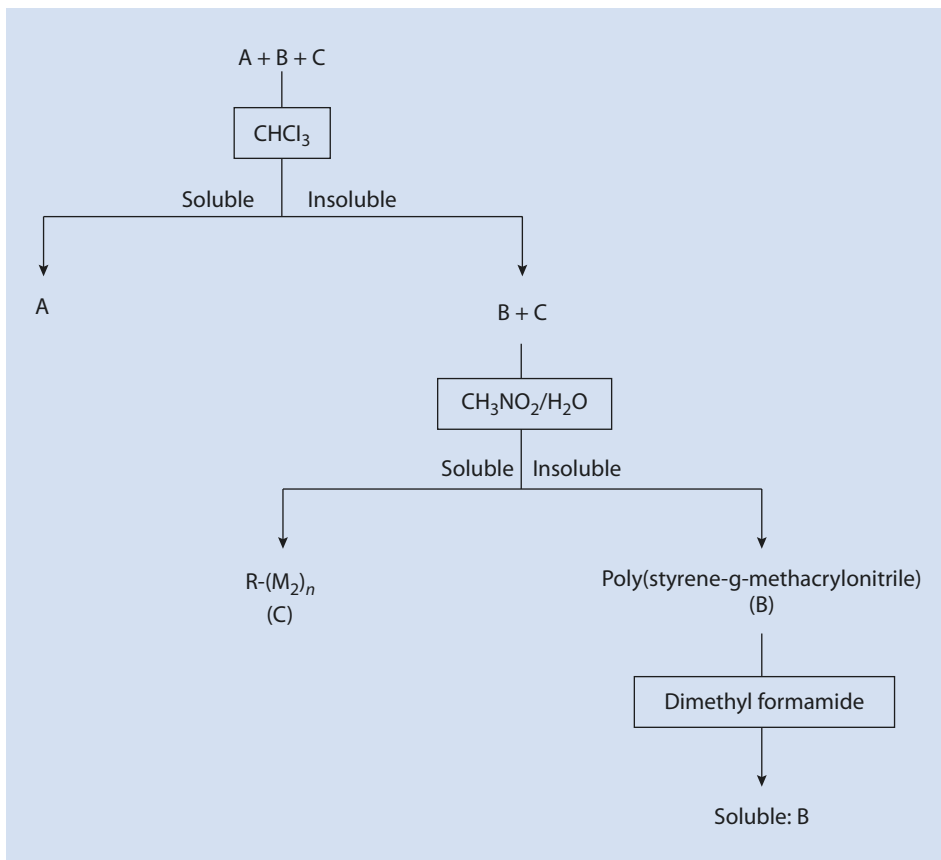 A + B + C
CHCl₃
Soluble Insoluble
A
B + C
CH₃NO₂/H₂O
Soluble Insoluble
R-(M₂)ₙ
(C)
Poly(styrene-g-methacrylonitrile)
(B)
Dimethyl formamide
Soluble: B